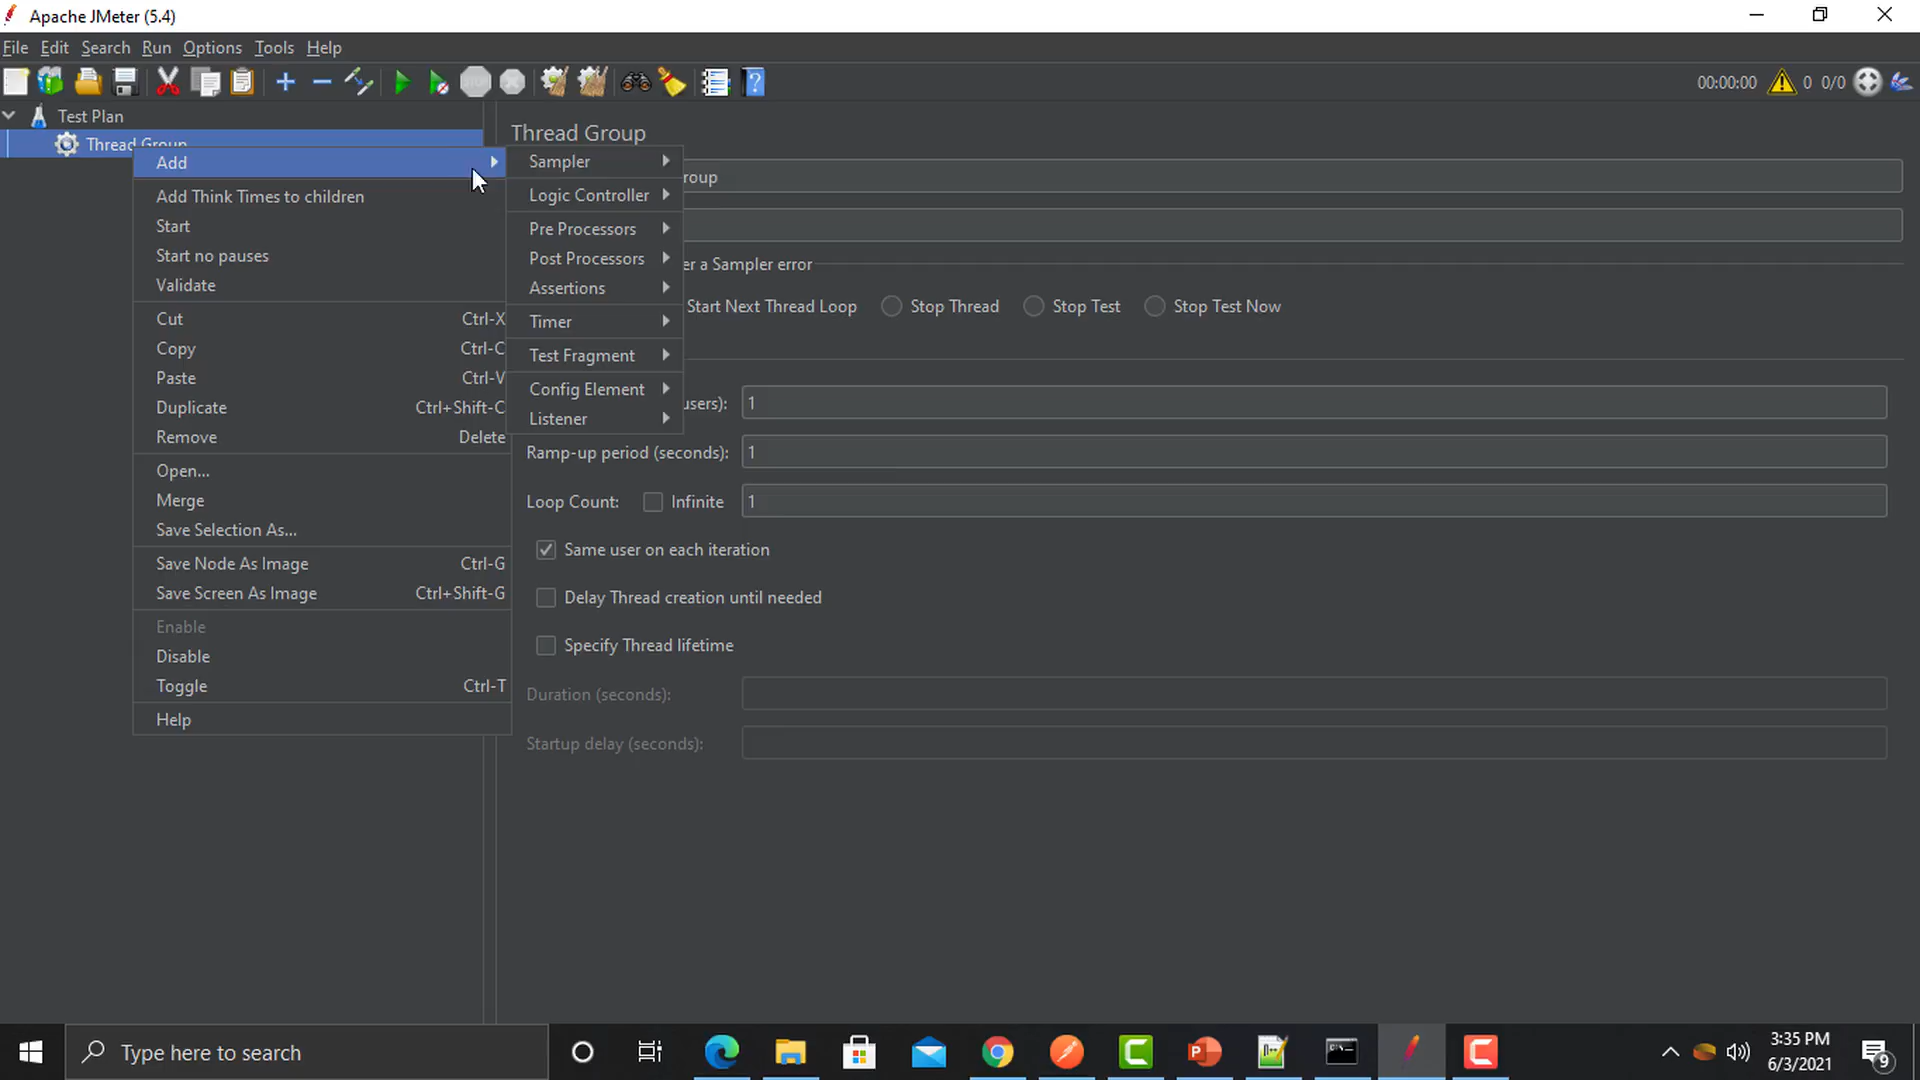 Apache JMeter (5.4)
File Edit Search Run Options Tools Help
00:00:00 0 0/0
Test Plan
Thread Group
Add
Add Think Times to children
Start
Start no pauses
Validate
Cut Ctrl-X
Copy Ctrl-C
Paste Ctrl-V
Duplicate Ctrl+Shift-C
Remove Delete
Open...
Merge
Save Selection As...
Save Node As Image Ctrl-G
Save Screen As Image Ctrl+Shift-G
Enable
Disable
Toggle Ctrl-T
Help
Sampler
Logic Controller
Pre Processors
Post Processors
Assertions
Timer
Test Fragment
Config Element
Listener
Thread Group
roup
er a Sampler error
Start Next Thread Loop Stop Thread Stop Test Stop Test Now
users): 1
Ramp-up period (seconds): 1
Loop Count: Infinite 1
Same user on each iteration
Delay Thread creation until needed
Specify Thread lifetime
Duration (seconds):
Startup delay (seconds):
Type here to search
3:35 PM
6/3/2021
9